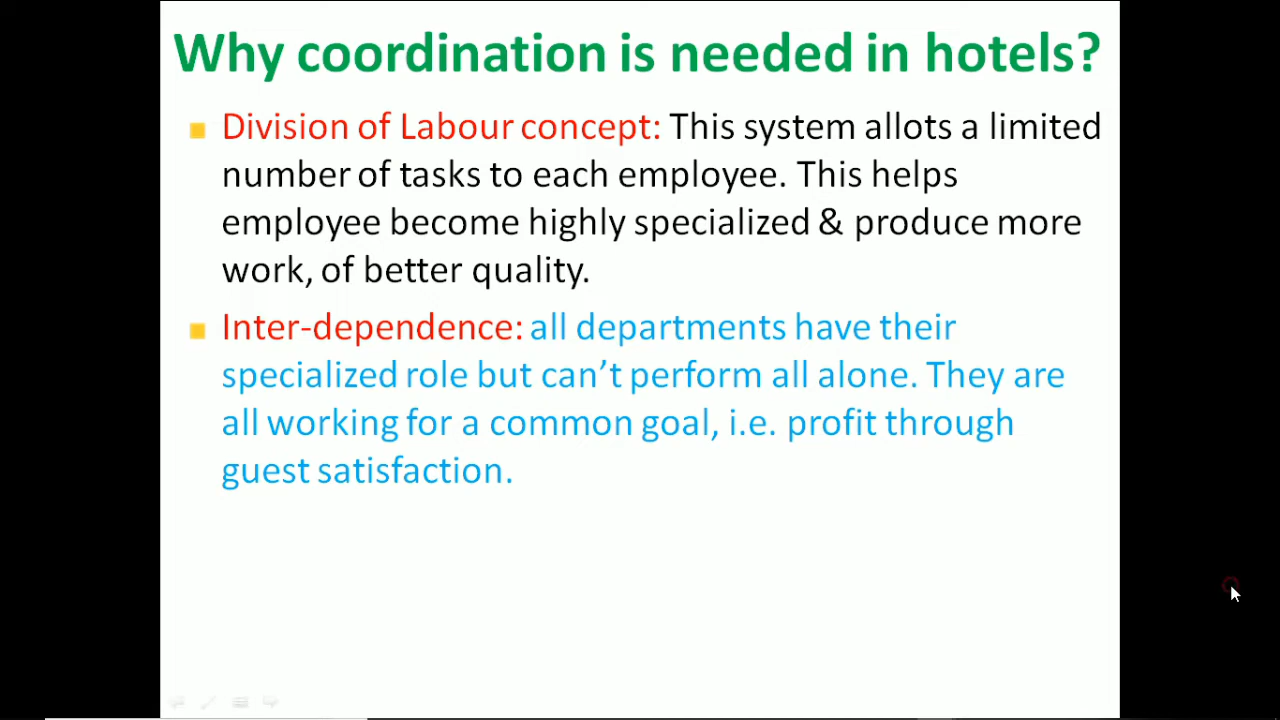 Why coordination is needed in hotels?
Division of Labour concept: This system allots a limited
number of tasks to each employee. This helps
employee become highly specialized & produce more
work, of better quality.
Inter-dependence: all departments have their
specialized role but can’t perform all alone. They are
all working for a common goal, i.e. profit through
guest satisfaction.